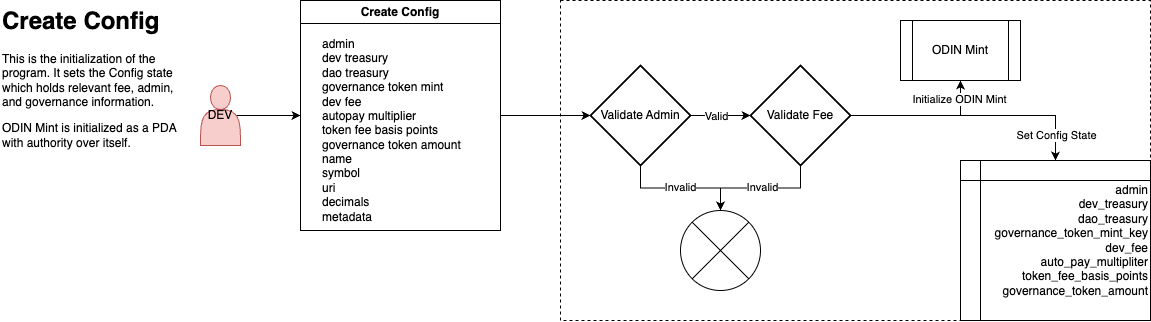 Create Config
This is the initialization of the
program. It sets the Config state
which holds relevant fee, admin,
and governance information.
ODIN Mint is initialized as a PDA
with authority over itself.
DEV
Create Config
admin
dev treasury
dao treasury
governance token mint
dev fee
autopay multiplier
token fee basis points
governance token amount
name
symbol
uri
decimals
metadata
Validate Admin
Valid
Validate Fee
Invalid
Invalid
ODIN Mint
Initialize ODIN Mint
Set Config State
admin
dev_treasury
dao_treasury
governance_token_mint_key
dev_fee
auto_pay_multipliter
token_fee_basis_points
governance_token_amount